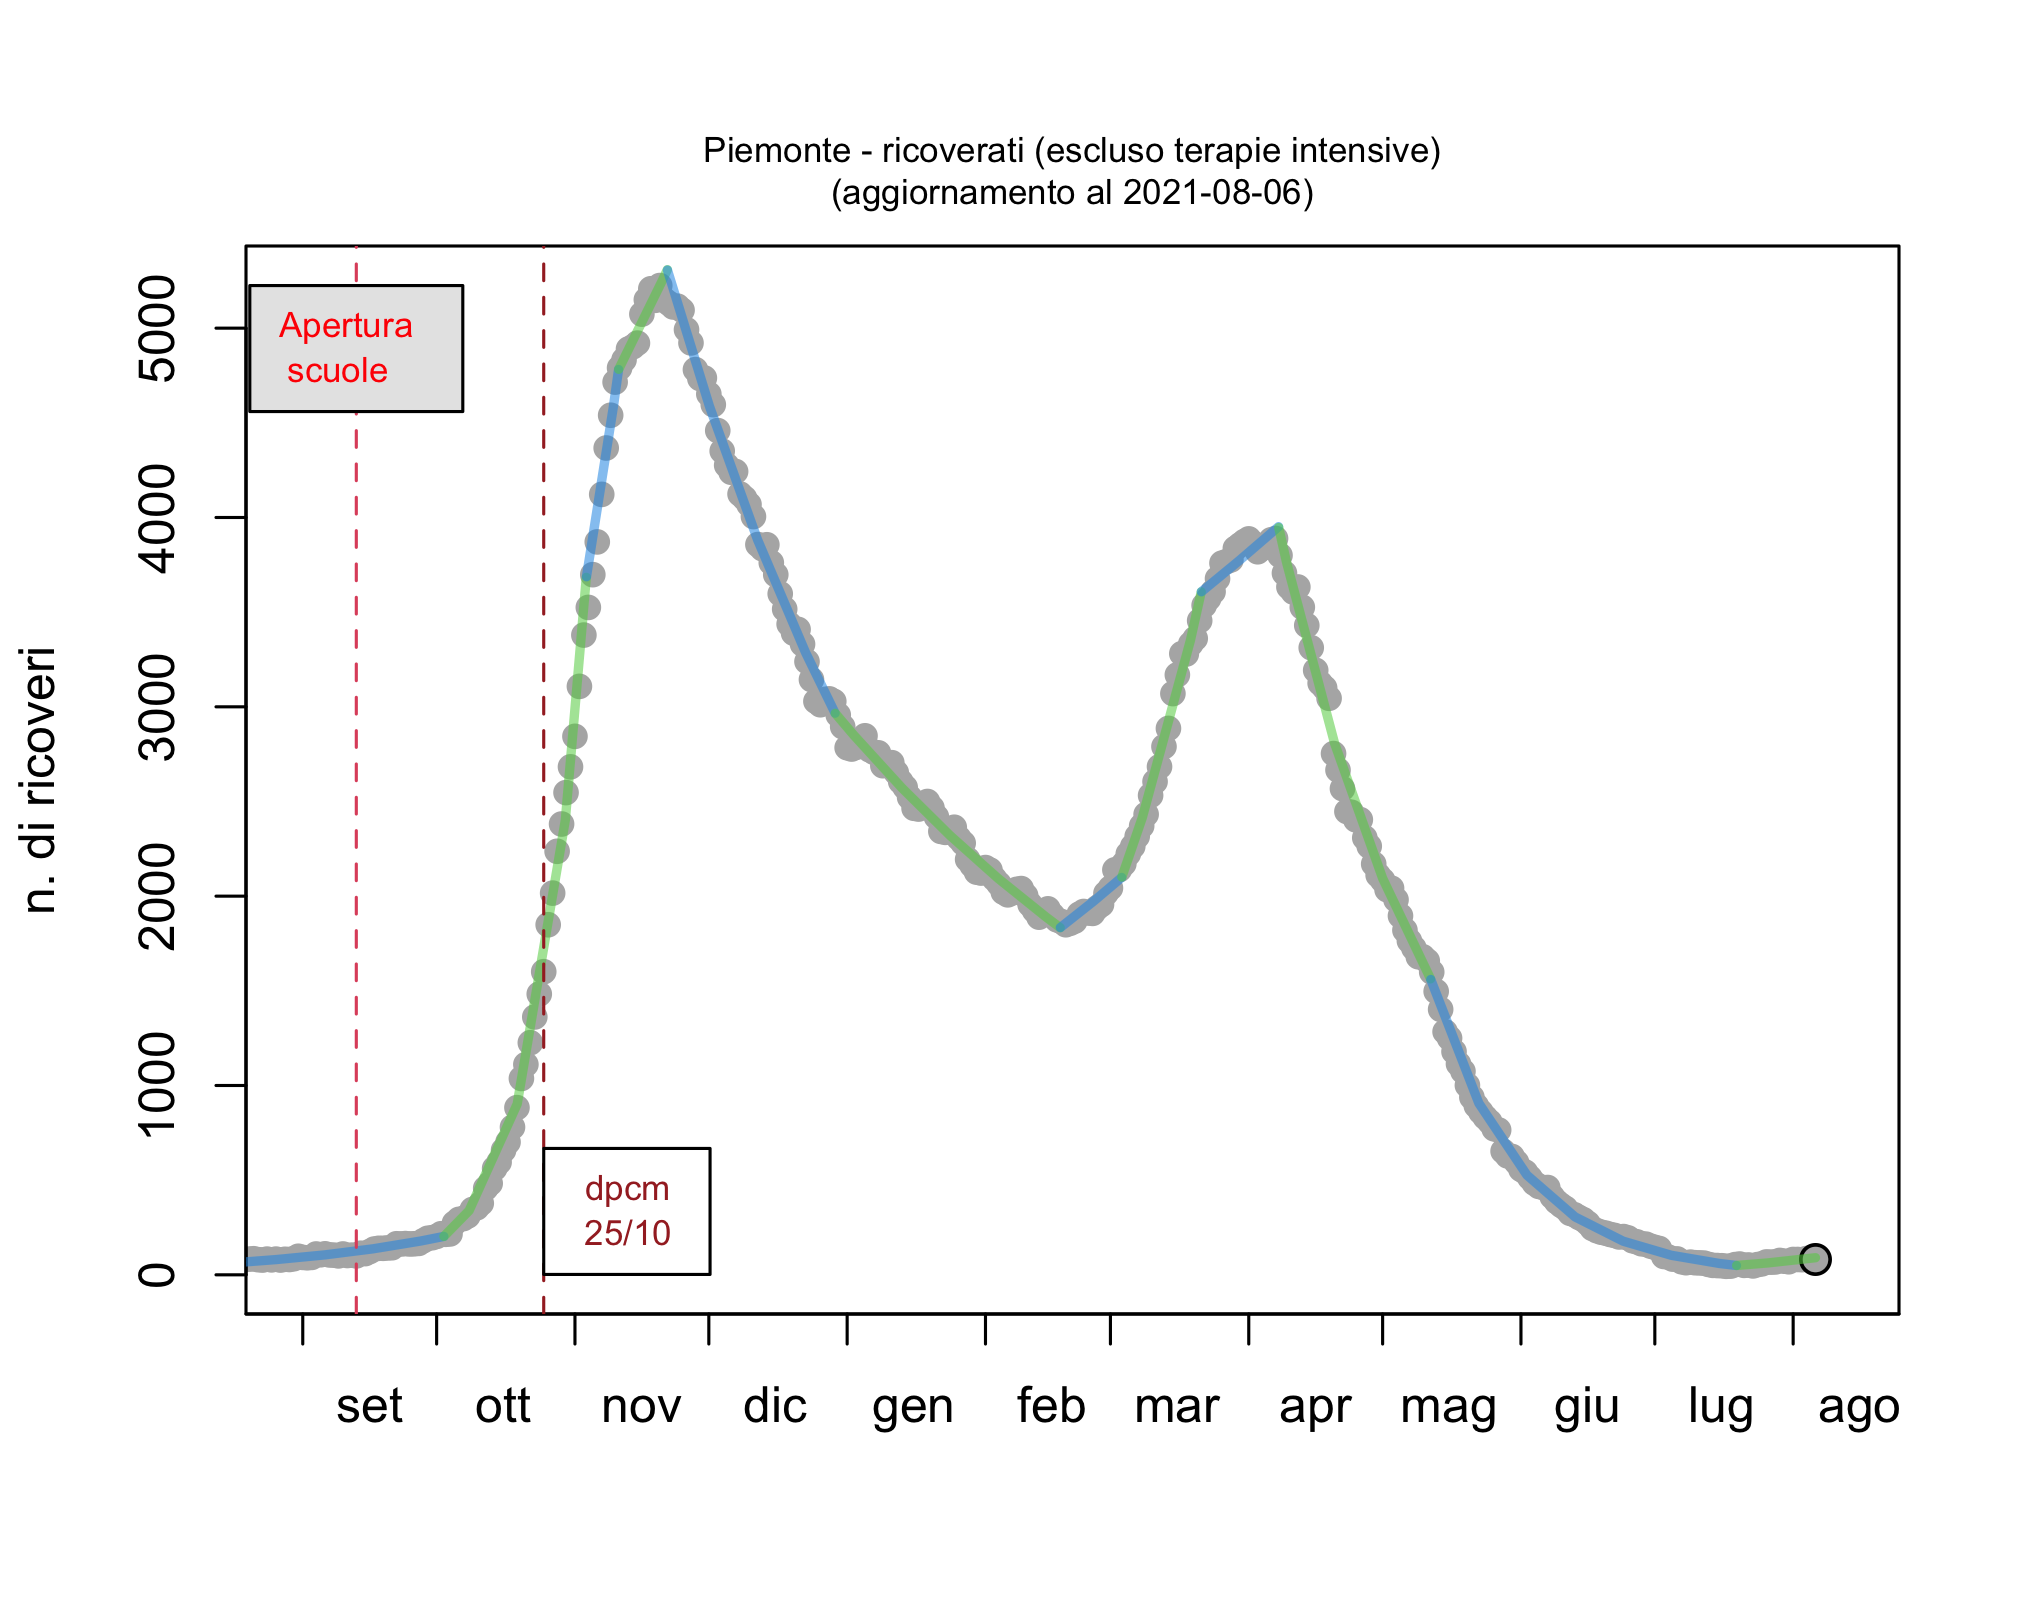 Piemonte - ricoverati (escluso terapie intensive)
(aggiornamento al 2021-08-06)
n. di ricoveri
5000
4000
3000
2000
1000
0
Apertura
scuole
dpcm
25/10
set ott nov dic gen feb mar apr mag giu lug ago